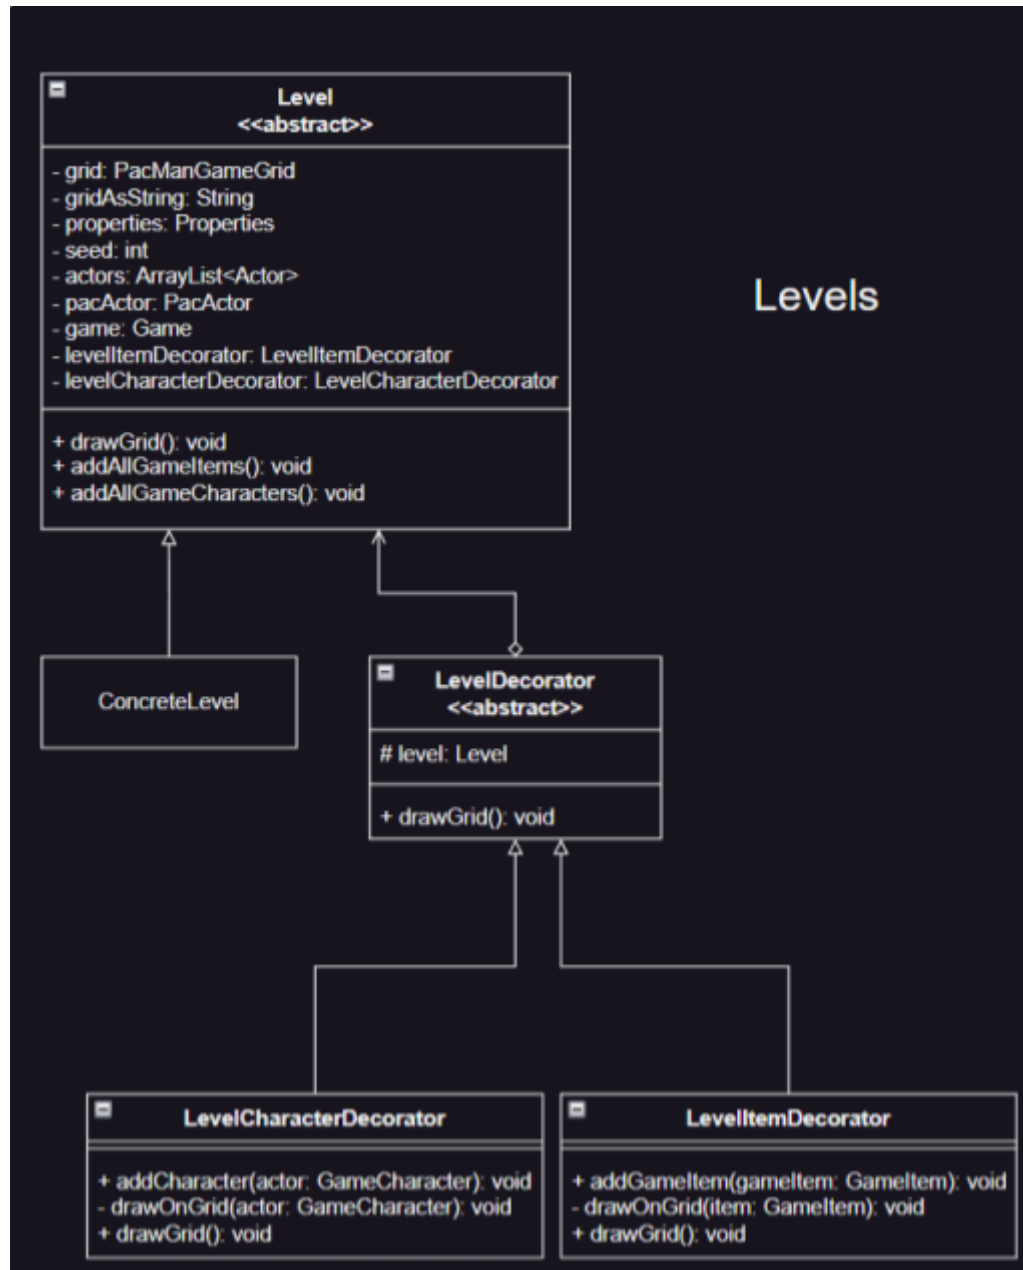 Level
<<abstract>>
- grid: PacManGameGrid
- gridAsString: String
- properties: Properties
- seed: int
- actors: ArrayList<Actor>
- pacActor: PacActor
- game: Game
- levelItemDecorator: LevelItemDecorator
- levelCharacterDecorator: LevelCharacterDecorator
+ drawGrid(): void
+ addAllGameItems(): void
+ addAllGameCharacters(): void
Levels
ConcreteLevel
LevelDecorator
<<abstract>>
# level: Level
+ drawGrid(): void
LevelCharacterDecorator
+ addCharacter(actor: GameCharacter): void
- drawOnGrid(actor: GameCharacter): void
+ drawGrid(): void
LevelItemDecorator
+ addGameItem(gameItem: GameItem): void
- drawOnGrid(item: GameItem): void
+ drawGrid(): void